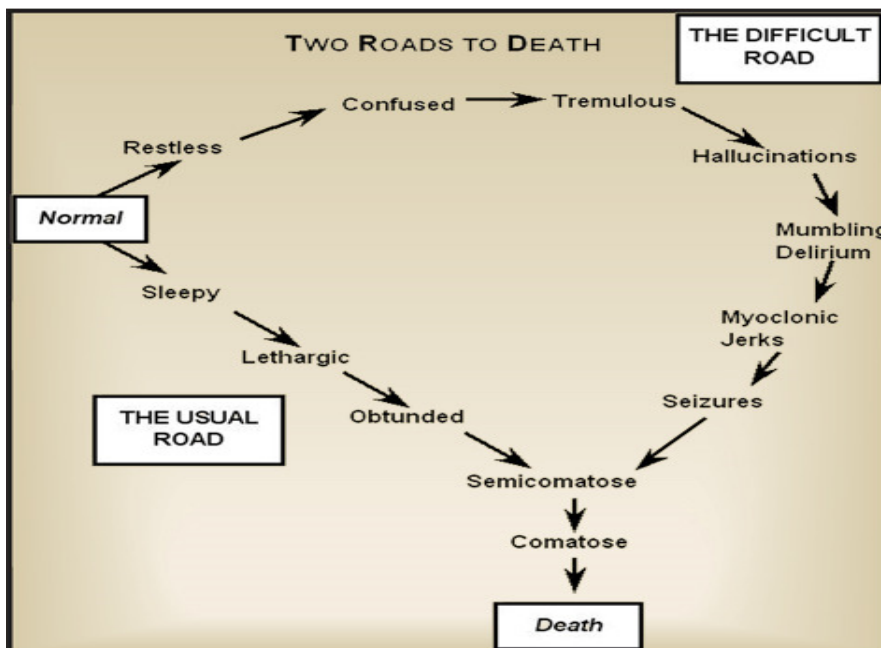 TWO ROADS TO DEATH
THE DIFFICULT
ROAD
Confused
Tremulous
Restless
Hallucinations
Normal
Mumbling
Delirium
Sleepy
Myoclonic
Jerks
Lethargic
Seizures
THE USUAL
ROAD
Obtunded
Semicomatose
Comatose
Death